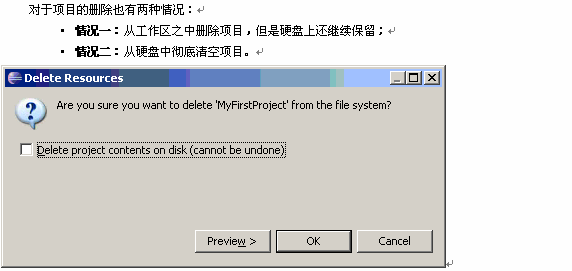 对于项目的删除也有两种情况：
• 情况一：从工作区之中删除项目，但是硬盘上还继续保留；
• 情况二：从硬盘中彻底清空项目。
Delete Resources
Are you sure you want to delete 'MyFirstProject' from the file system?
Delete project contents on disk (cannot be undone)
Preview > OK Cancel